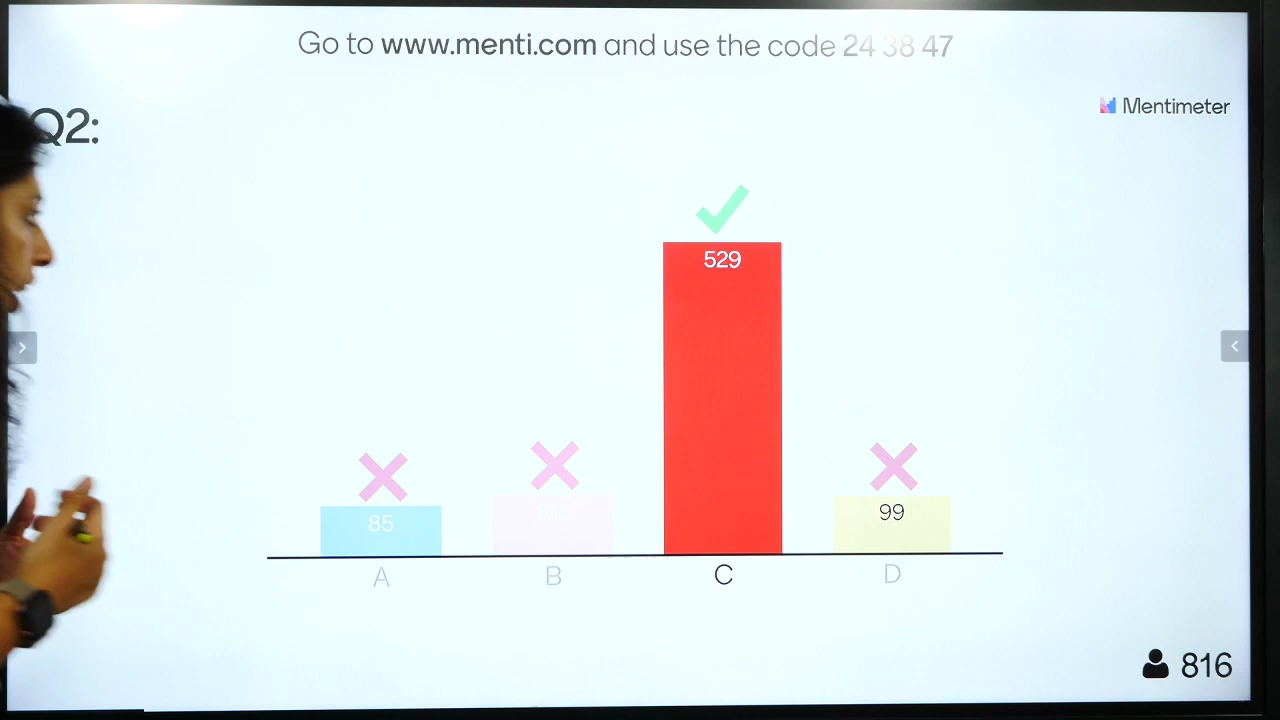 Go to www.menti.com and use the code 24 38 47
Mentimeter
Q2:
529
85
99
A
B
C
D
816